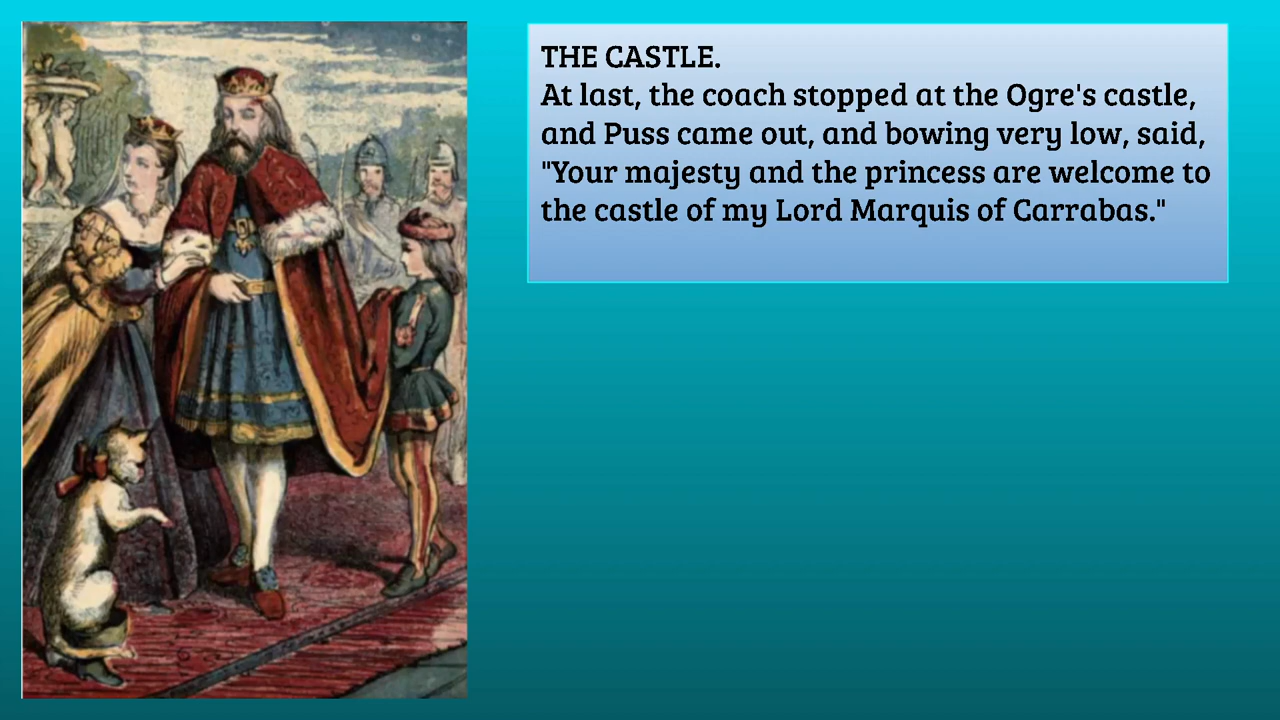 THE CASTLE.
At last, the coach stopped at the Ogre's castle,
and Puss came out, and bowing very low, said,
"Your majesty and the princess are welcome to
the castle of my Lord Marquis of Carrabas."